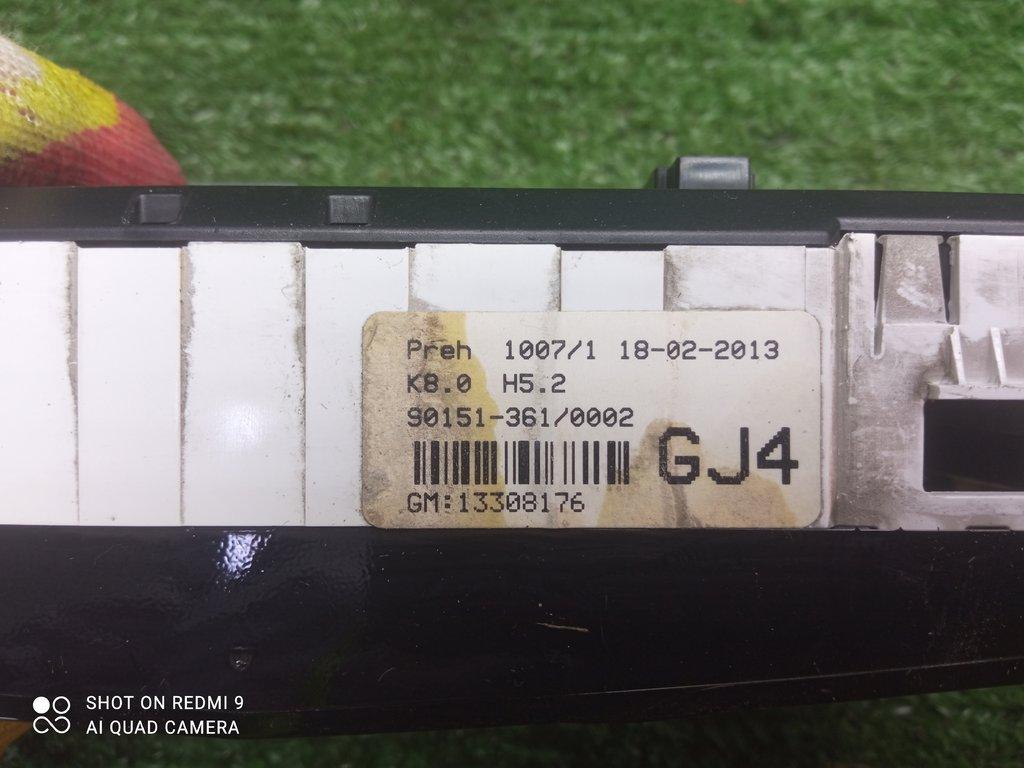 Preh 1007/1 18-02-2013
K8.0 H5.2
90151-361/0002
GJ4
GM:13308176
SHOT ON REDMI 9
AI QUAD CAMERA